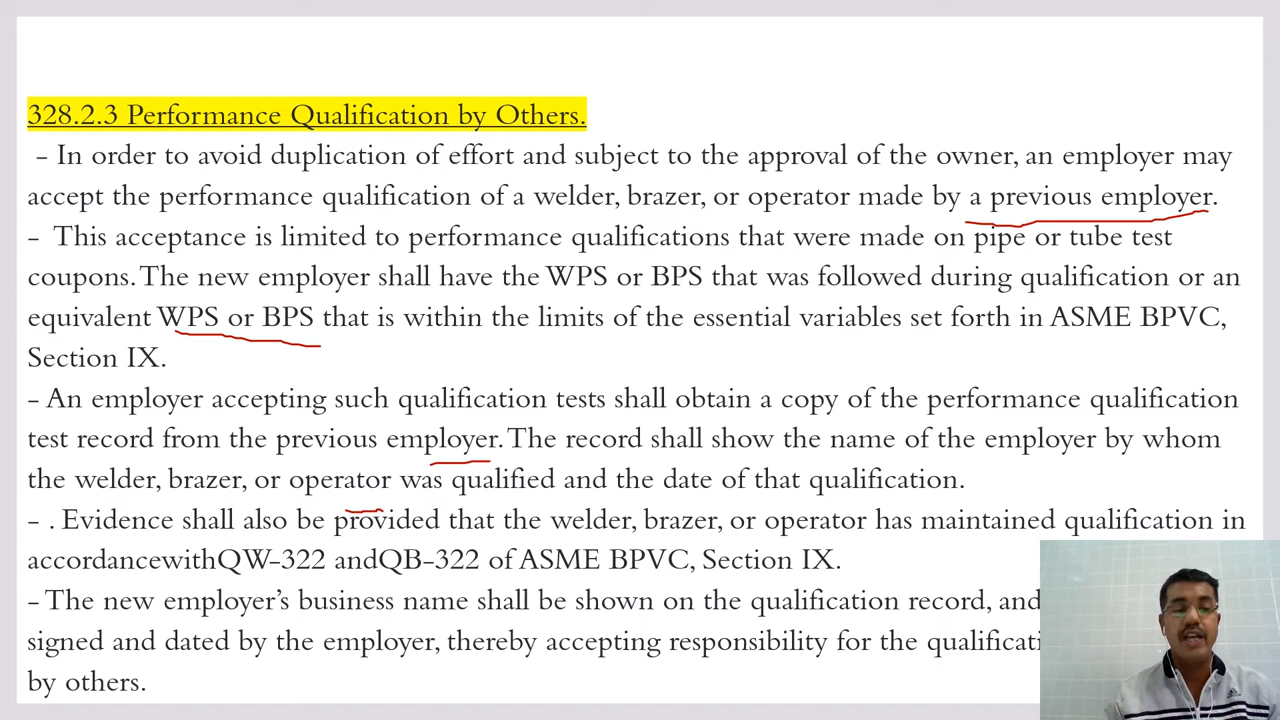 328.2.3 Performance Qualification by Others.
- In order to avoid duplication of effort and subject to the approval of the owner, an employer may
accept the performance qualification of a welder, brazer, or operator made by a previous employer.
- This acceptance is limited to performance qualifications that were made on pipe or tube test
coupons. The new employer shall have the WPS or BPS that was followed during qualification or an
equivalent WPS or BPS that is within the limits of the essential variables set forth in ASME BPVC,
Section IX.
- An employer accepting such qualification tests shall obtain a copy of the performance qualification
test record from the previous employer. The record shall show the name of the employer by whom
the welder, brazer, or operator was qualified and the date of that qualification.
- . Evidence shall also be provided that the welder, brazer, or operator has maintained qualification in
accordancewithQW-322 andQB-322 of ASME BPVC, Section IX.
- The new employer's business name shall be shown on the qualification record, and
signed and dated by the employer, thereby accepting responsibility for the
by others.